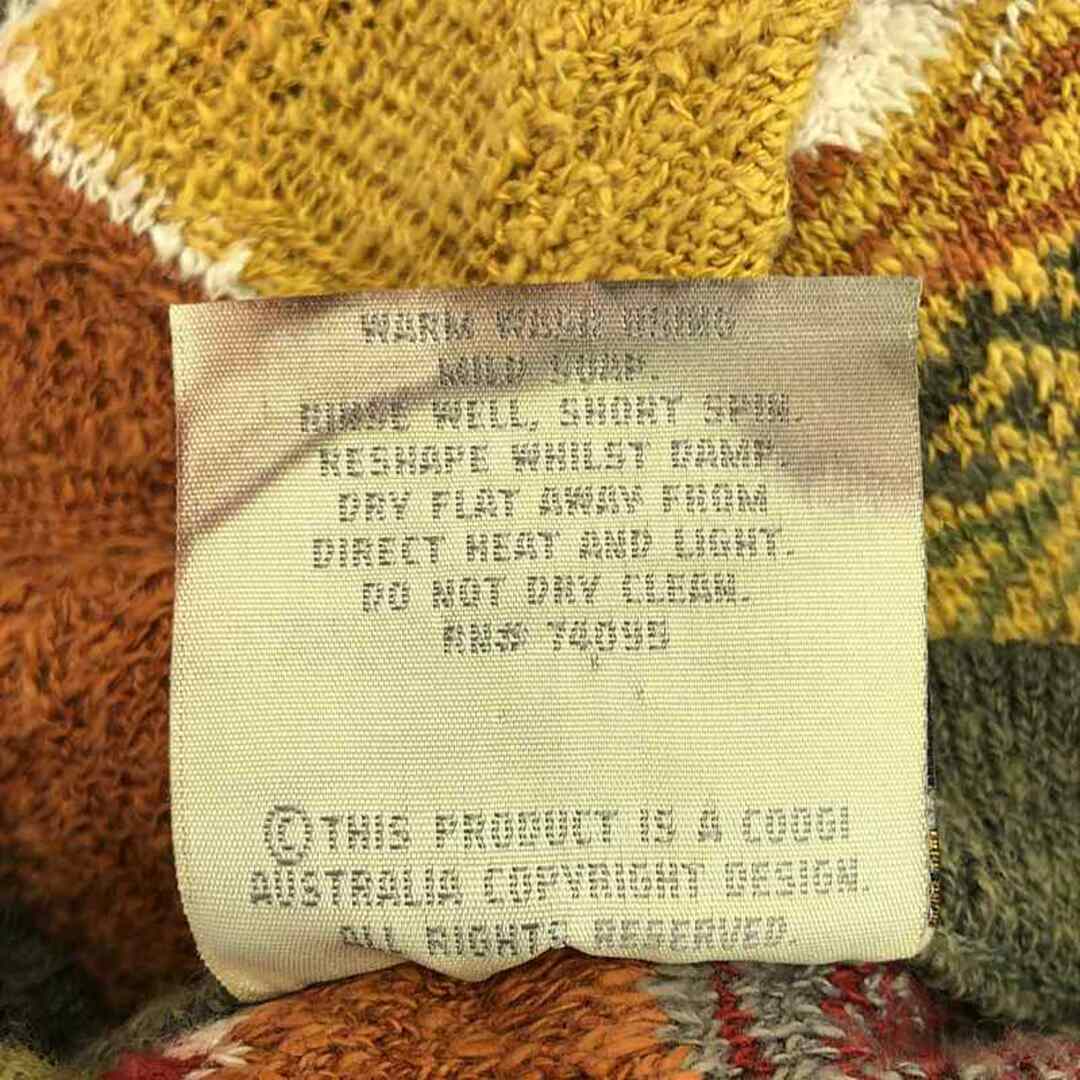 WARM WASH USING
MILD SOAP.
RINSE WELL, SHORT SPIN.
RESHAPE WHILST DAMP.
DRY FLAT AWAY FROM
DIRECT HEAT AND LIGHT.
DO NOT DRY CLEAN.
RN# 74095
© THIS PRODUCT IS A COOGI
AUSTRALIA COPYRIGHT DESIGN.
ALL RIGHTS RESERVED.